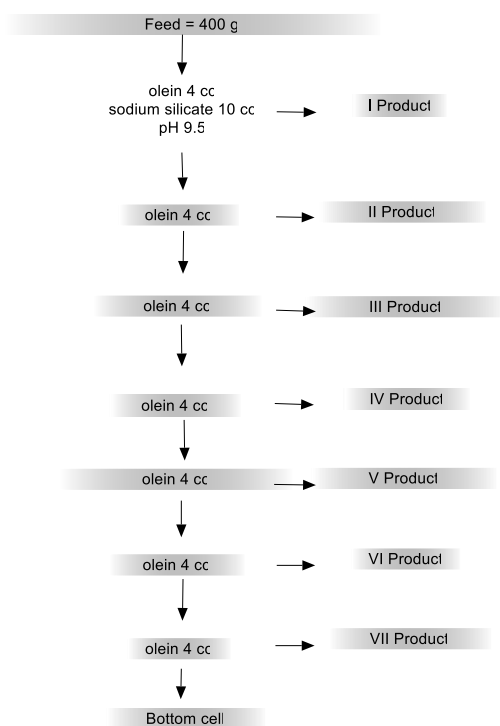 Feed = 400 g
olein 4 cc
sodium silicate 10 cc
pH 9.5
I Product
olein 4 cc
II Product
olein 4 cc
III Product
olein 4 cc
IV Product
olein 4 cc
V Product
olein 4 cc
VI Product
olein 4 cc
VII Product
Bottom cell